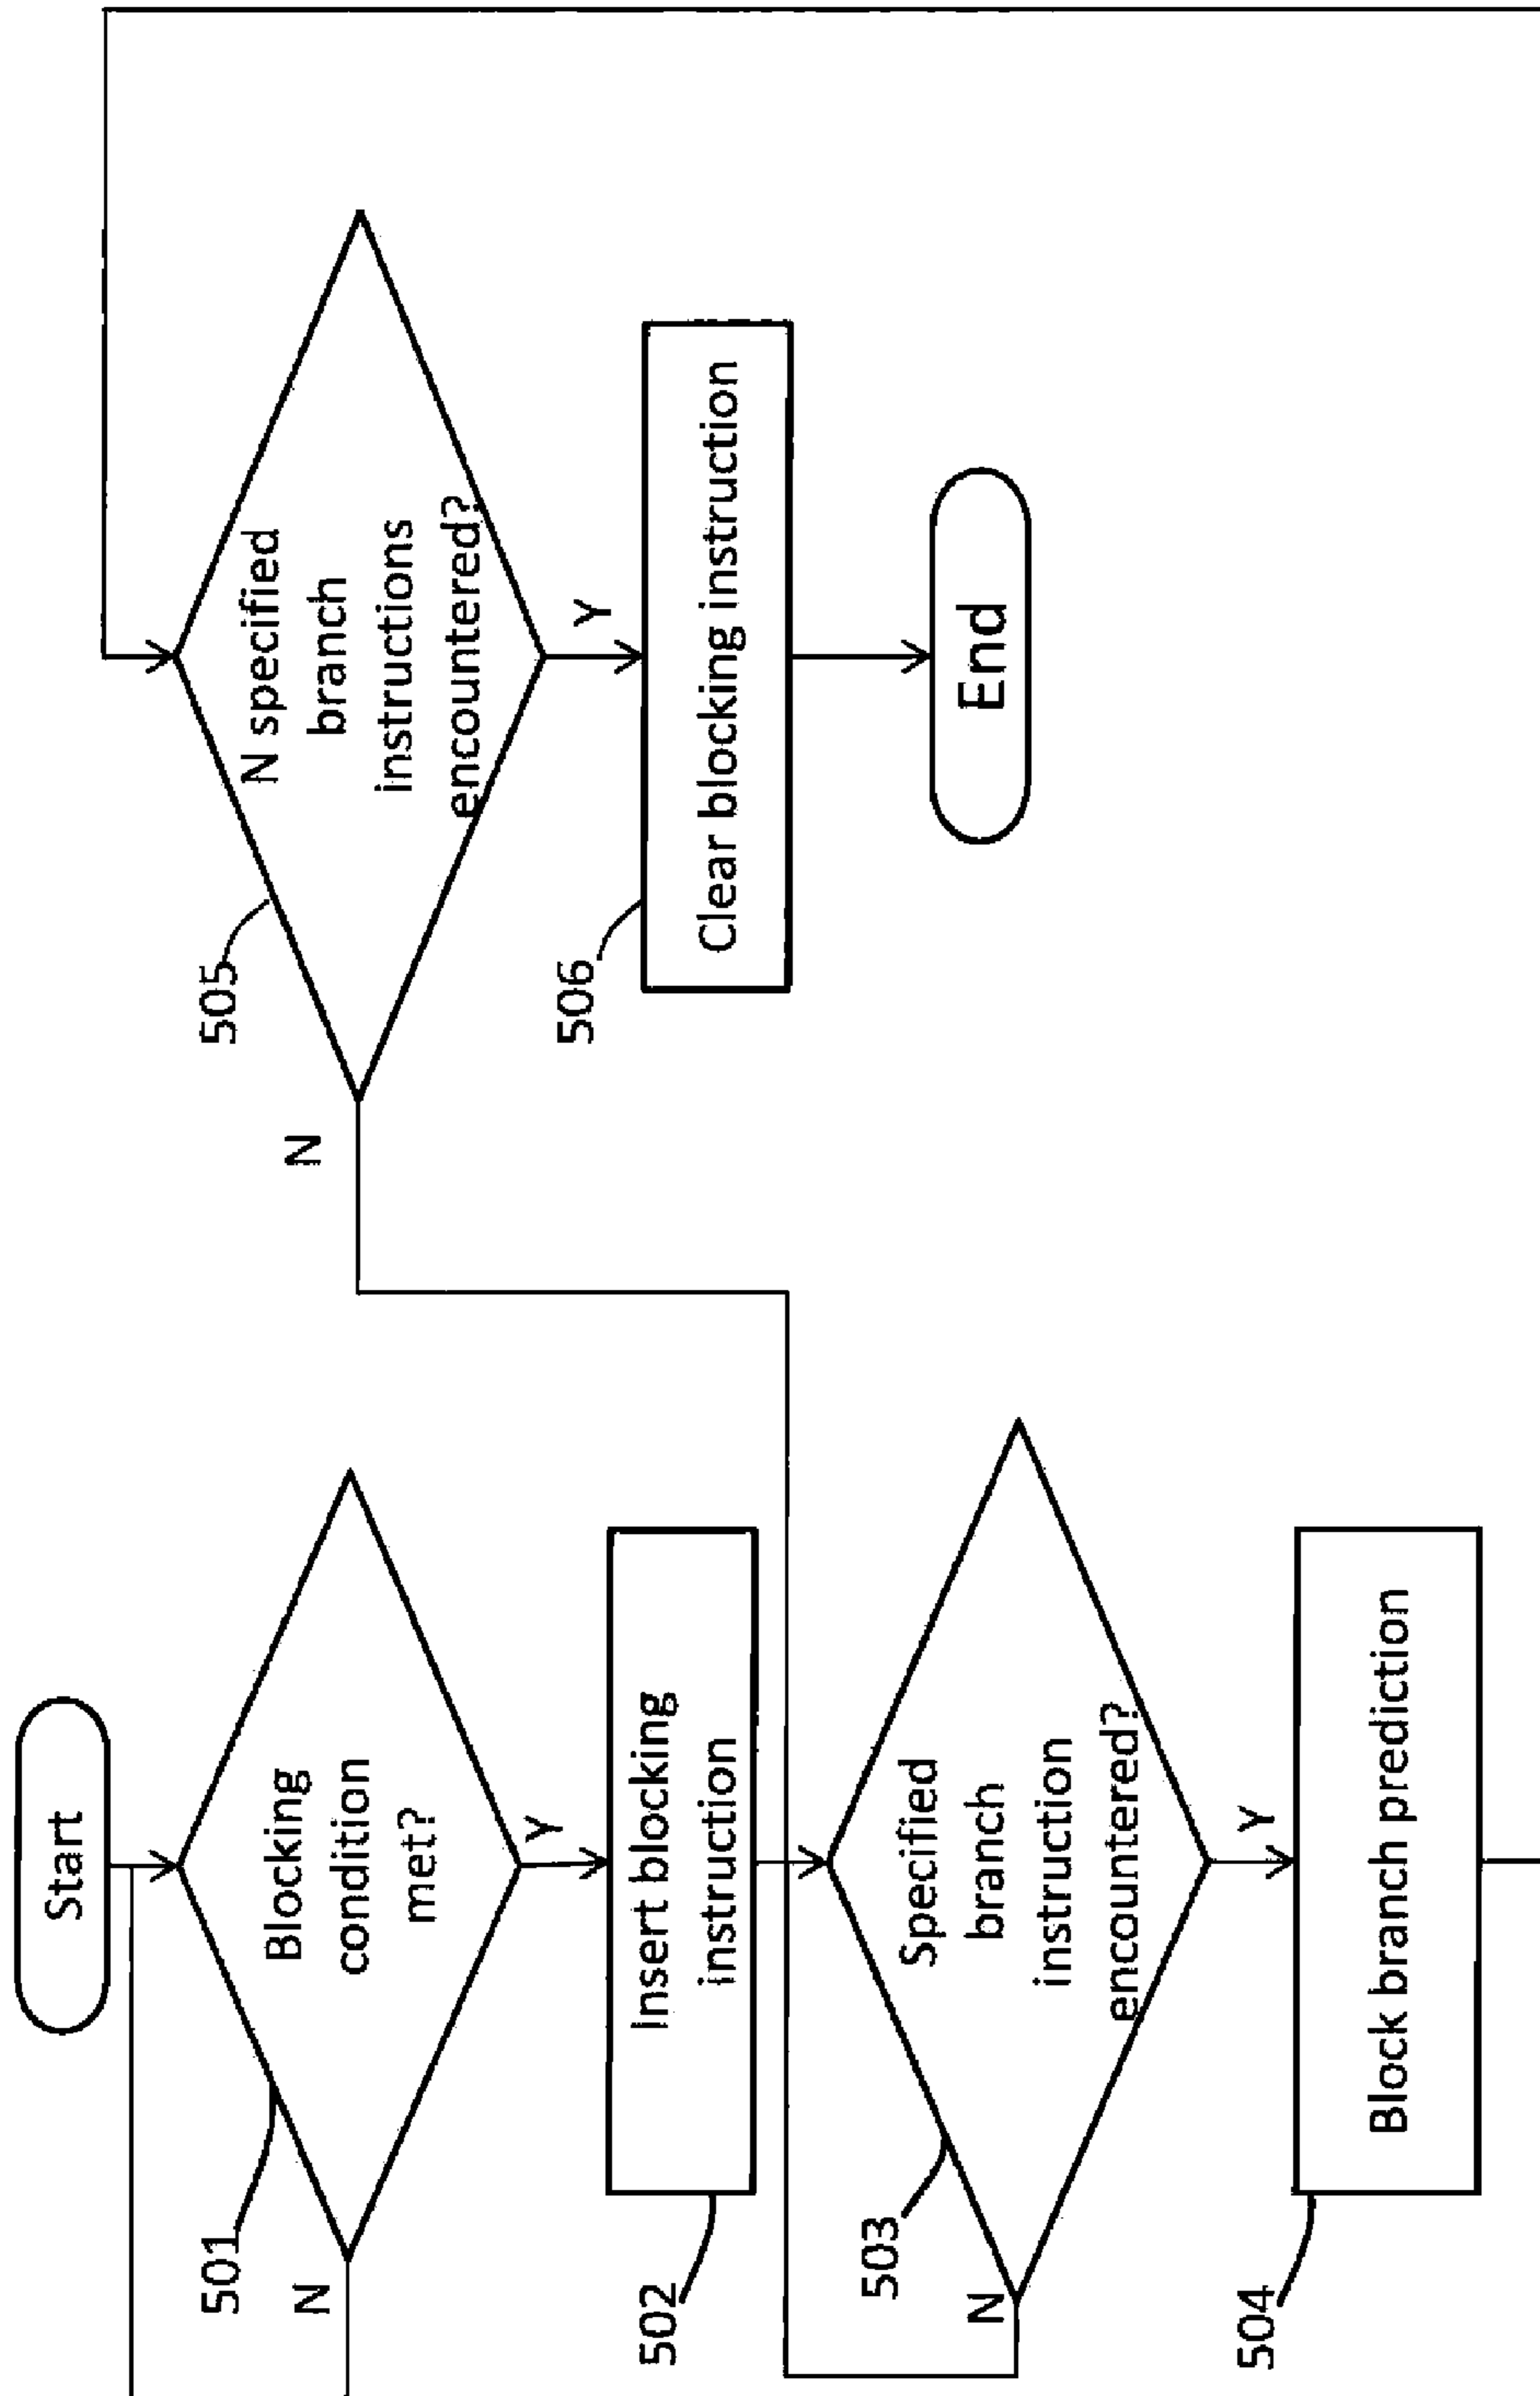 Start
501
Blocking
condition
met?
N
Y
502
Insert blocking
instruction
503
Specified
branch
instruction
encountered?
N
Y
504
Block branch prediction
505
N specified
branch
instructions
encountered?
N
Y
506
Clear blocking instruction
End